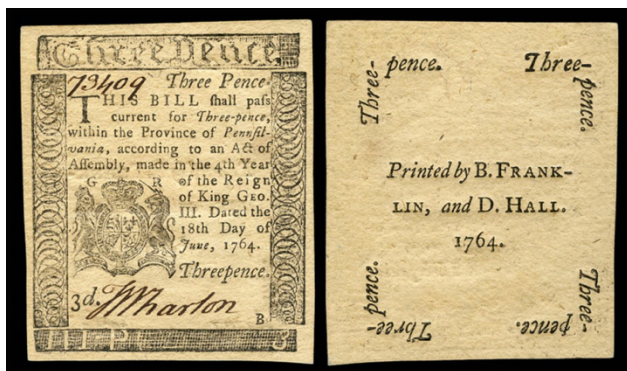 Three Pence.
73409 Three Pence.
THIS BILL shall pass
current for Three-pence,
within the Province of Pennsil-
vania, according to an Act of
Assembly, made in the 4th Year
G R of the Reign
of King GEO.
III. Dated the
18th Day of
June, 1764.
Threepence.
3d. Wharton
B
Three-pence.
Three-pence.
Printed by B. FRANK-
LIN, and D. HALL.
1764.
Three-pence.
Three-pence.